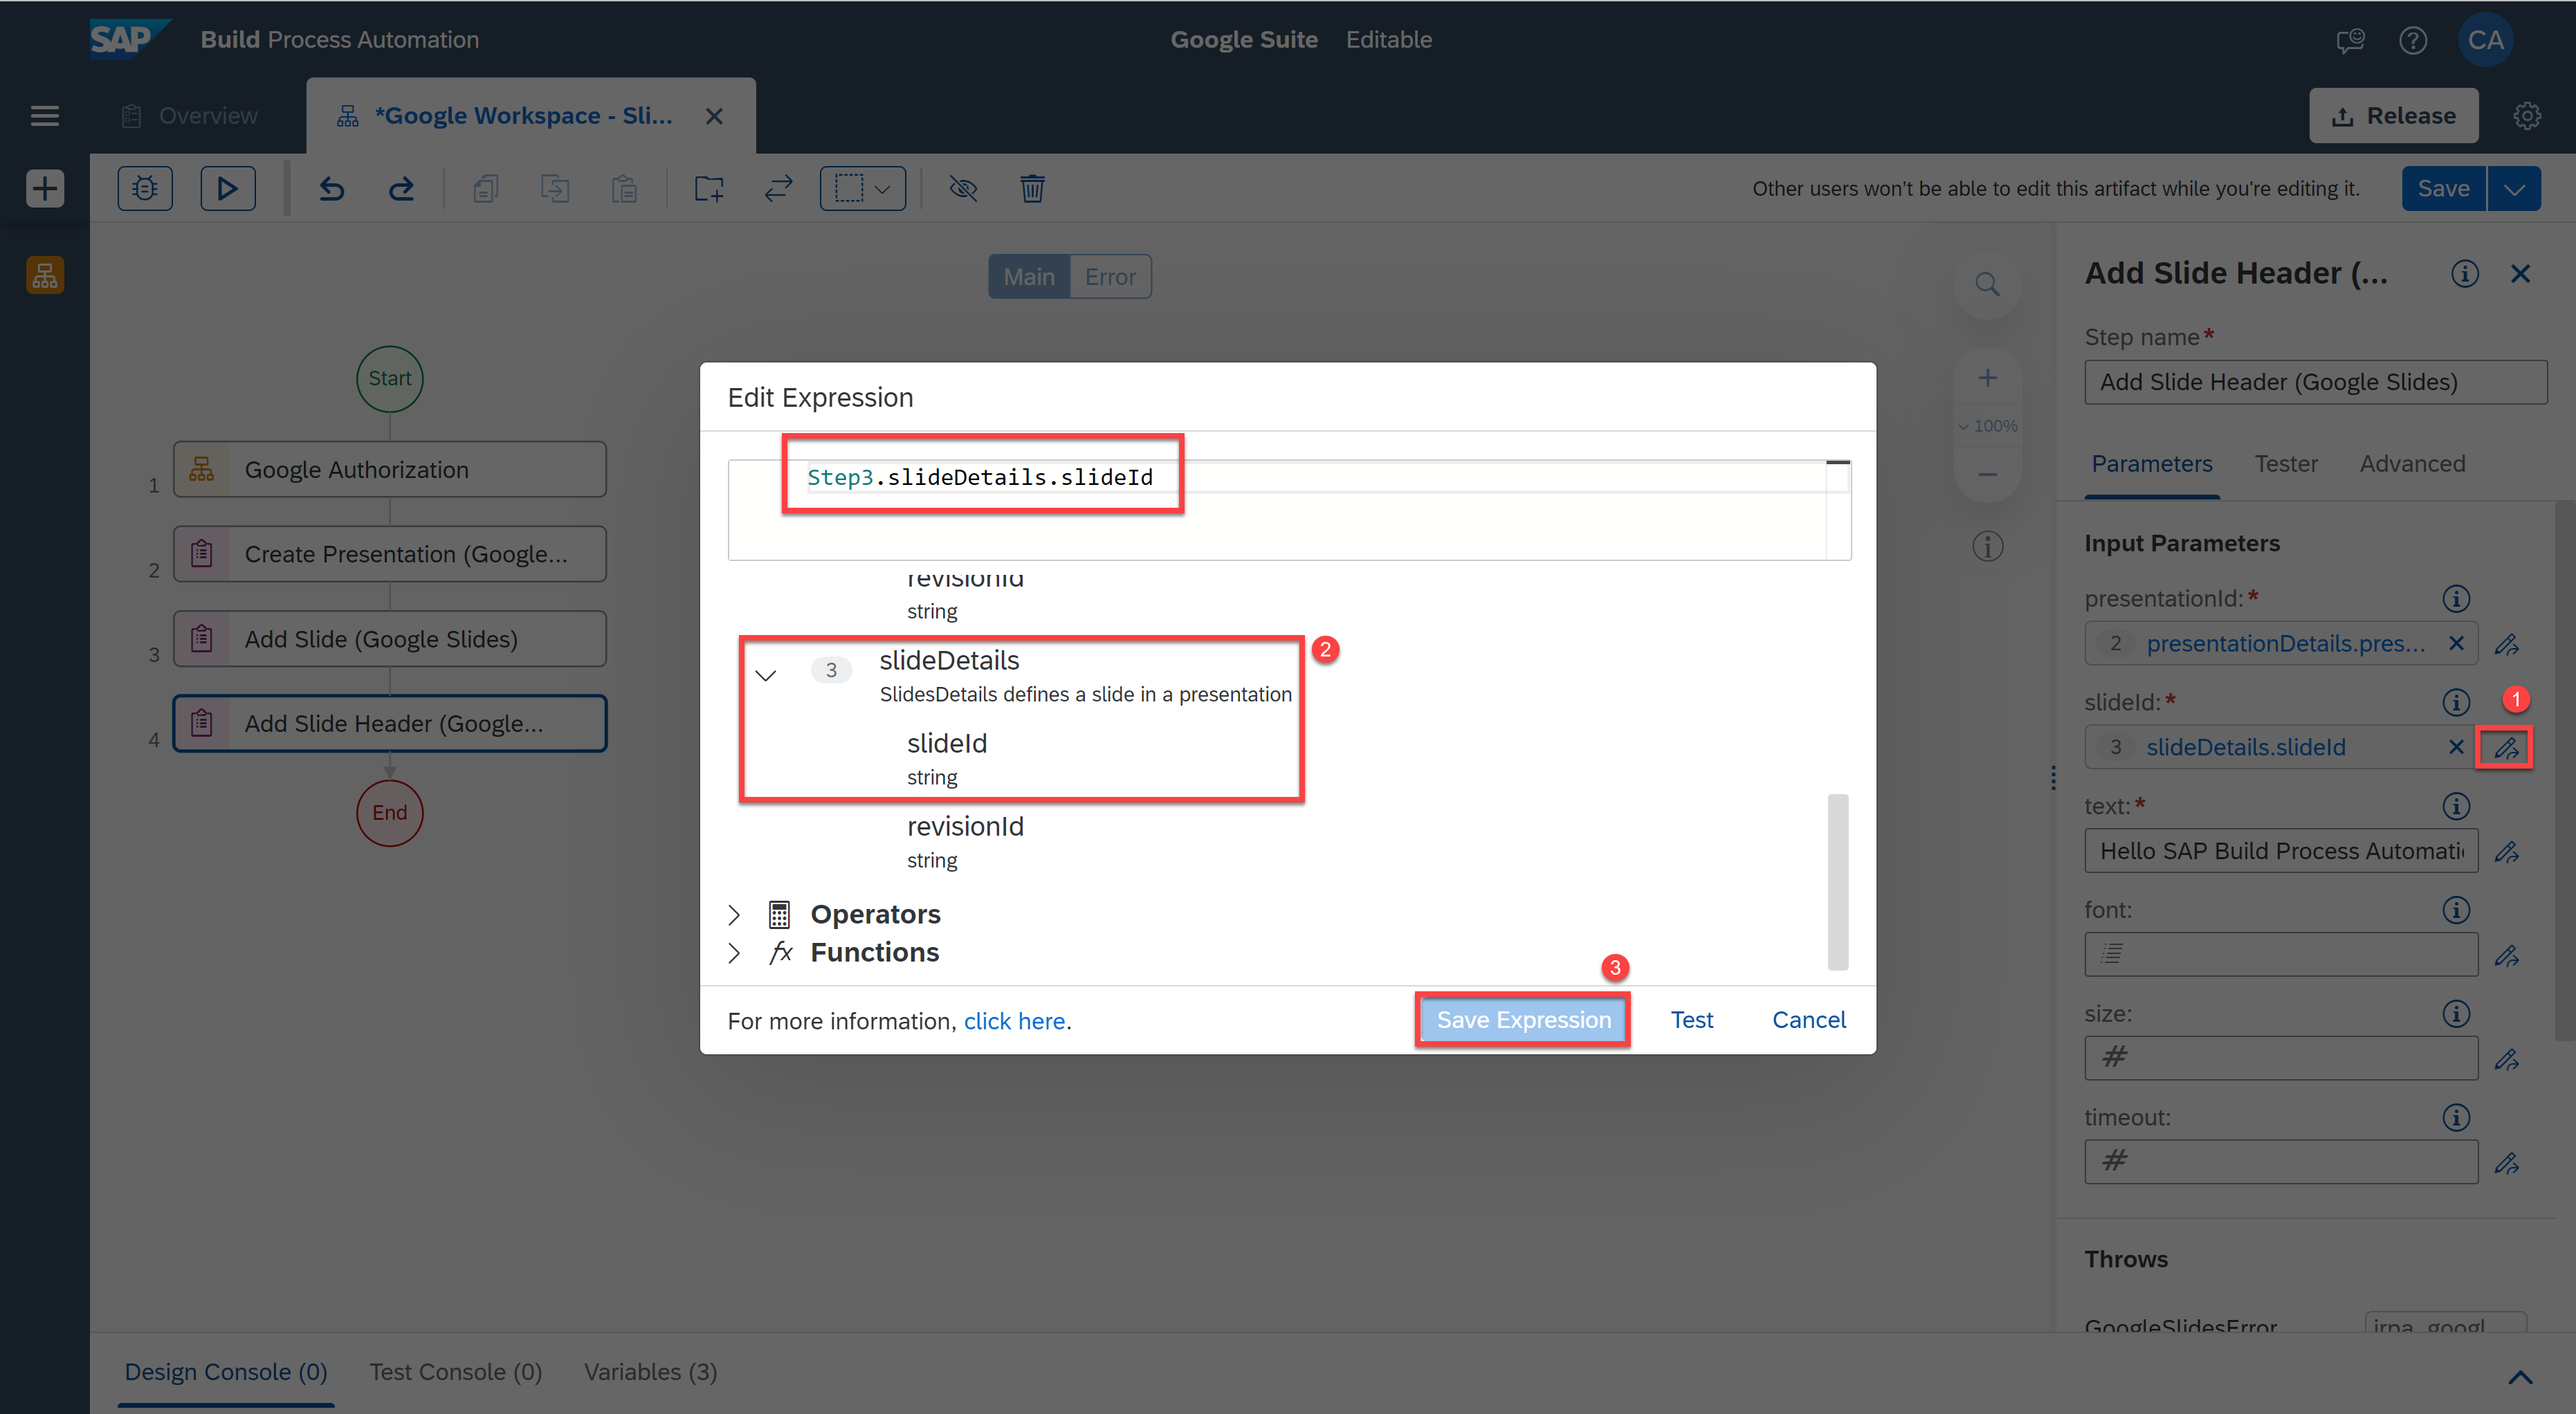 SAP
Build Process Automation
Google Suite Editable
CA
Overview
*Google Workspace - Sli...
Release
Other users won't be able to edit this artifact while you're editing it.
Save
Main
Error
Start
1
Google Authorization
2
Create Presentation (Google...
3
Add Slide (Google Slides)
4
Add Slide Header (Google...
End
100%
Edit Expression
Step3.slideDetails.slideId
revisionId
string
3
slideDetails
SlidesDetails defines a slide in a presentation
2
slideId
string
revisionId
string
Operators
fx Functions
3
For more information, click here.
Save Expression
Test
Cancel
Add Slide Header (...
Step name*
Add Slide Header (Google Slides)
Parameters
Tester
Advanced
Input Parameters
presentationId:*
2 presentationDetails.pres...
slideId:*
1
3 slideDetails.slideId
text:*
Hello SAP Build Process Automati
font:
size:
#
timeout:
#
Throws
GoogleSlidesError
irpa_googl
Design Console (0)
Test Console (0)
Variables (3)